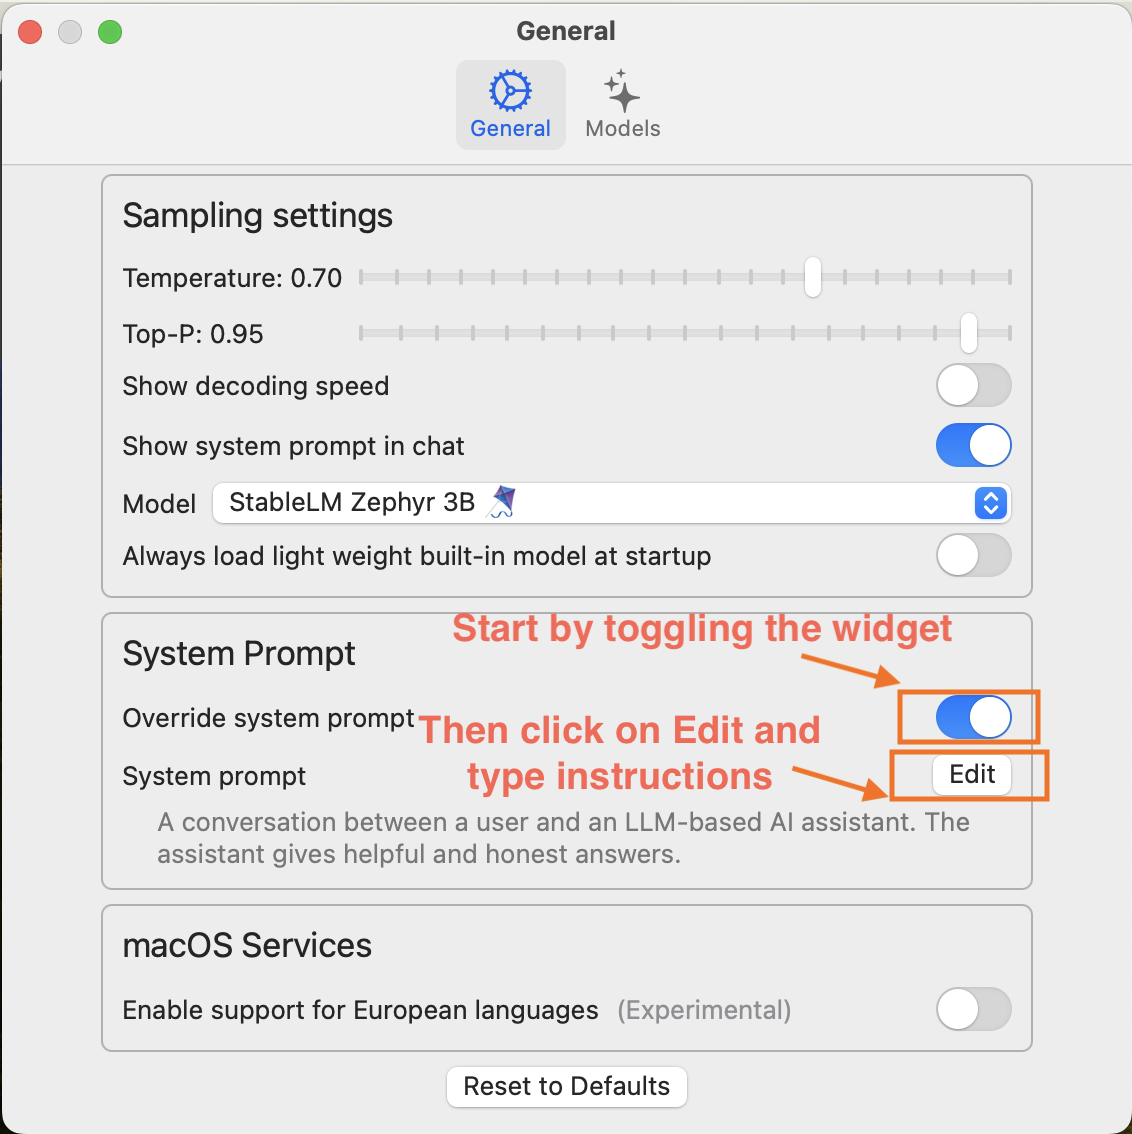 General
General
Models
Sampling settings
Temperature: 0.70
Top-P: 0.95
Show decoding speed
Show system prompt in chat
Model
StableLM Zephyr 3B
Always load light weight built-in model at startup
Start by toggling the widget
System Prompt
Override system prompt
Then click on Edit and
type instructions
System prompt
Edit
A conversation between a user and an LLM-based AI assistant. The
assistant gives helpful and honest answers.
macOS Services
Enable support for European languages (Experimental)
Reset to Defaults